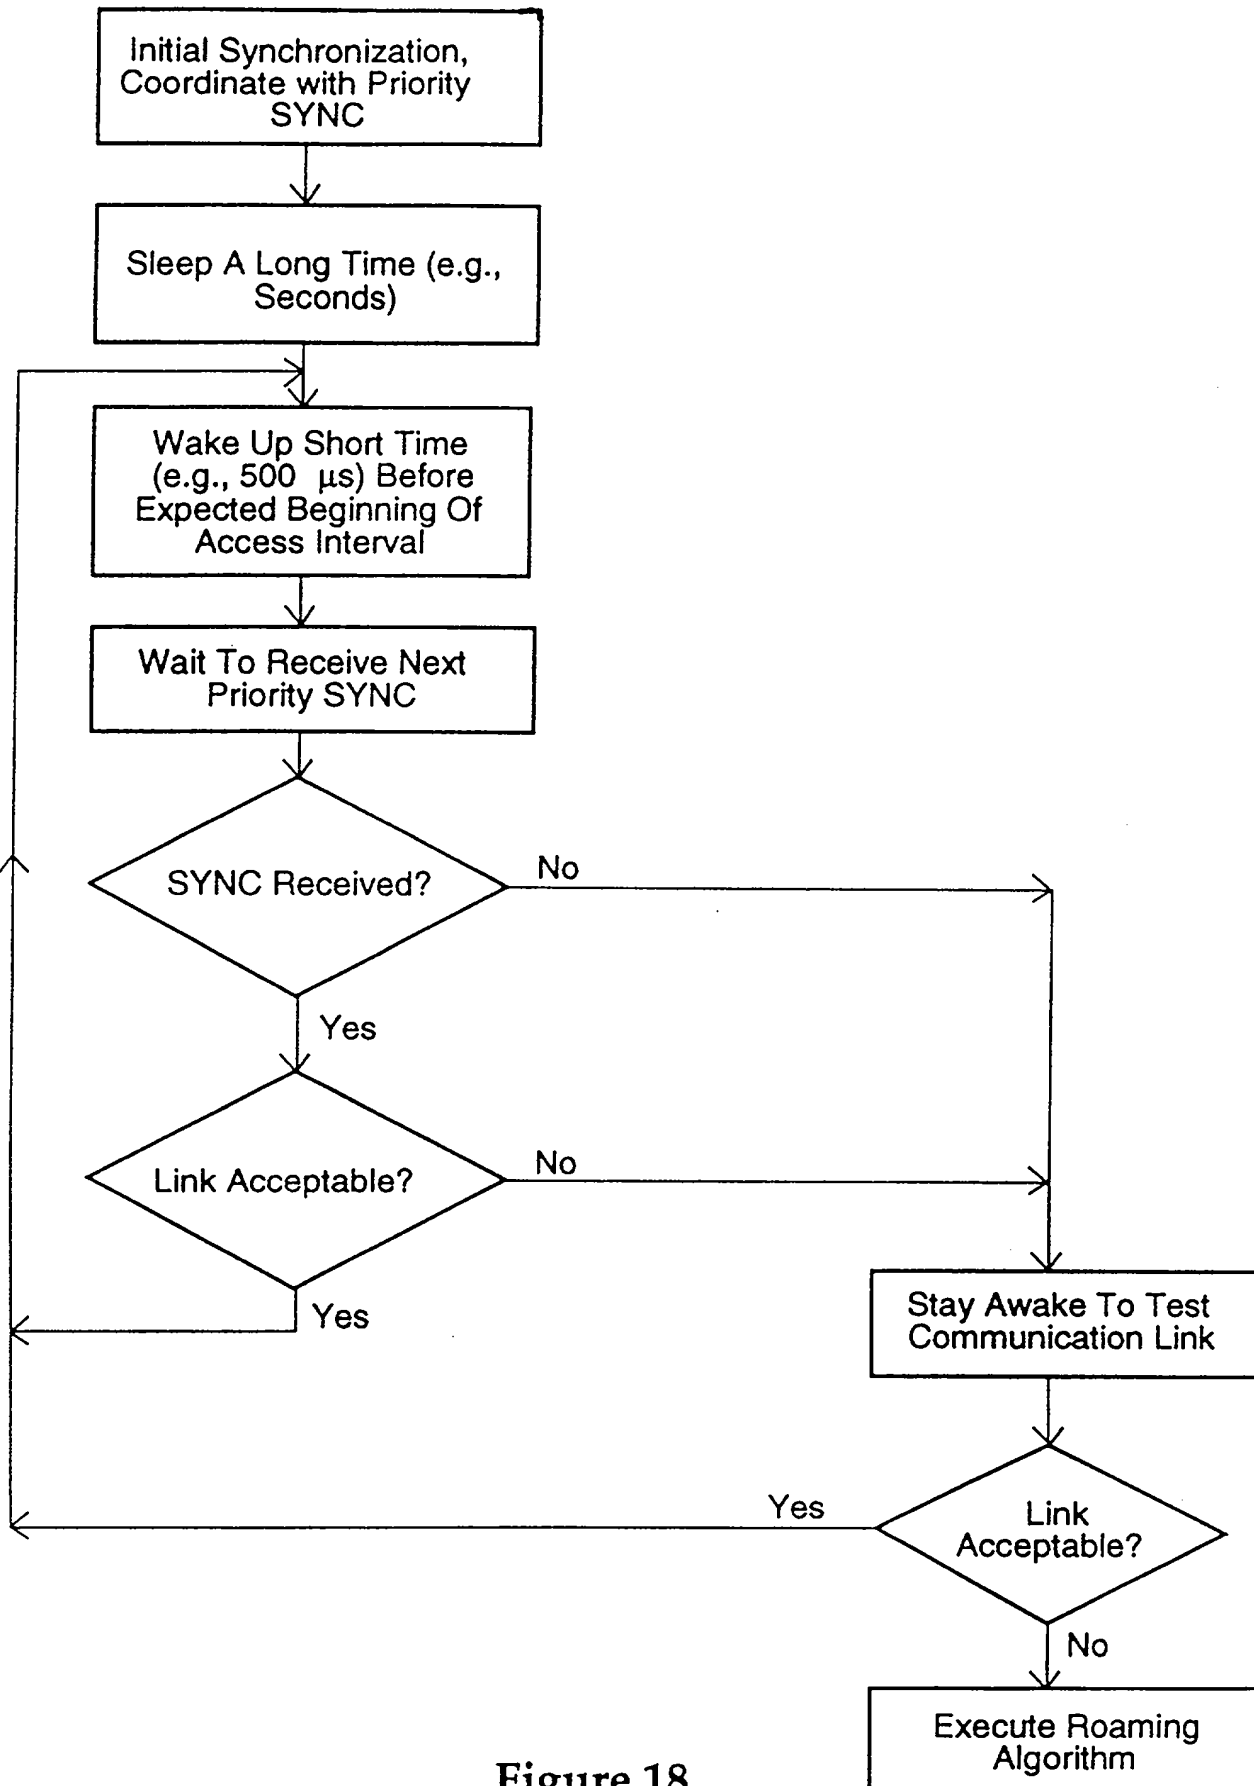 Initial Synchronization,
Coordinate with Priority
SYNC
Sleep A Long Time (e.g.,
Seconds)
Wake Up Short Time
(e.g., 500 µs) Before
Expected Beginning Of
Access Interval
Wait To Receive Next
Priority SYNC
SYNC Received?
No
Yes
Link Acceptable?
No
Yes
Stay Awake To Test
Communication Link
Link
Acceptable?
Yes
No
Execute Roaming
Algorithm
Figure 18